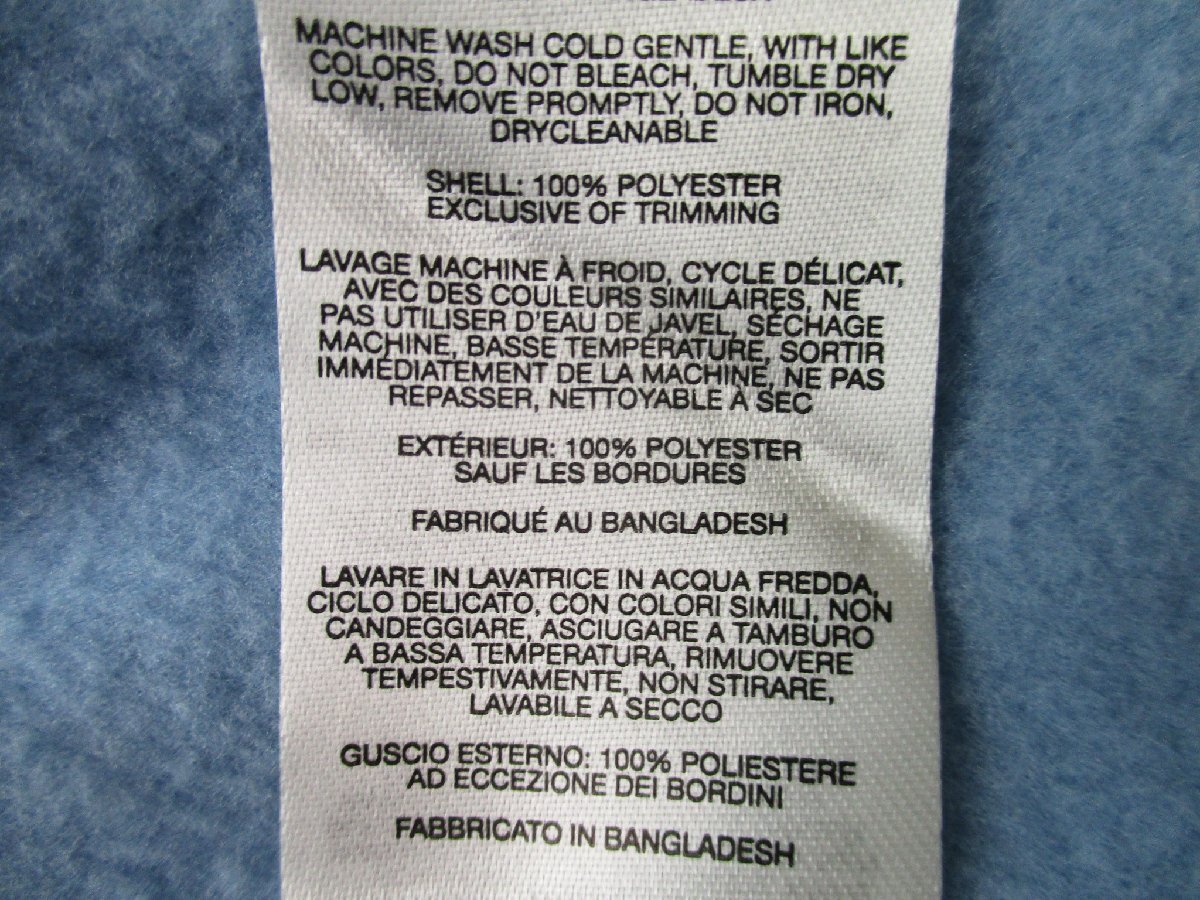 MACHINE WASH COLD GENTLE, WITH LIKE
COLORS, DO NOT BLEACH, TUMBLE DRY
LOW, REMOVE PROMPTLY, DO NOT IRON,
DRYCLEANABLE
SHELL: 100% POLYESTER
EXCLUSIVE OF TRIMMING
LAVAGE MACHINE À FROID, CYCLE DÉLICAT,
AVEC DES COULEURS SIMILAIRES, NE
PAS UTILISER D'EAU DE JAVEL, SÉCHAGE
MACHINE, BASSE TEMPÉRATURE, SORTIR
IMMÉDIATEMENT DE LA MACHINE, NE PAS
REPASSER, NETTOYABLE À SEC
EXTÉRIEUR: 100% POLYESTER
SAUF LES BORDURES
FABRIQUÉ AU BANGLADESH
LAVARE IN LAVATRICE IN ACQUA FREDDA,
CICLO DELICATO, CON COLORI SIMILI, NON
CANDEGGIARE, ASCIUGARE A TAMBURO
A BASSA TEMPERATURA, RIMUOVERE
TEMPESTIVAMENTE, NON STIRARE,
LAVABILE A SECCO
GUSCIO ESTERNO: 100% POLIESTERE
AD ECCEZIONE DEI BORDINI
FABBRICATO IN BANGLADESH